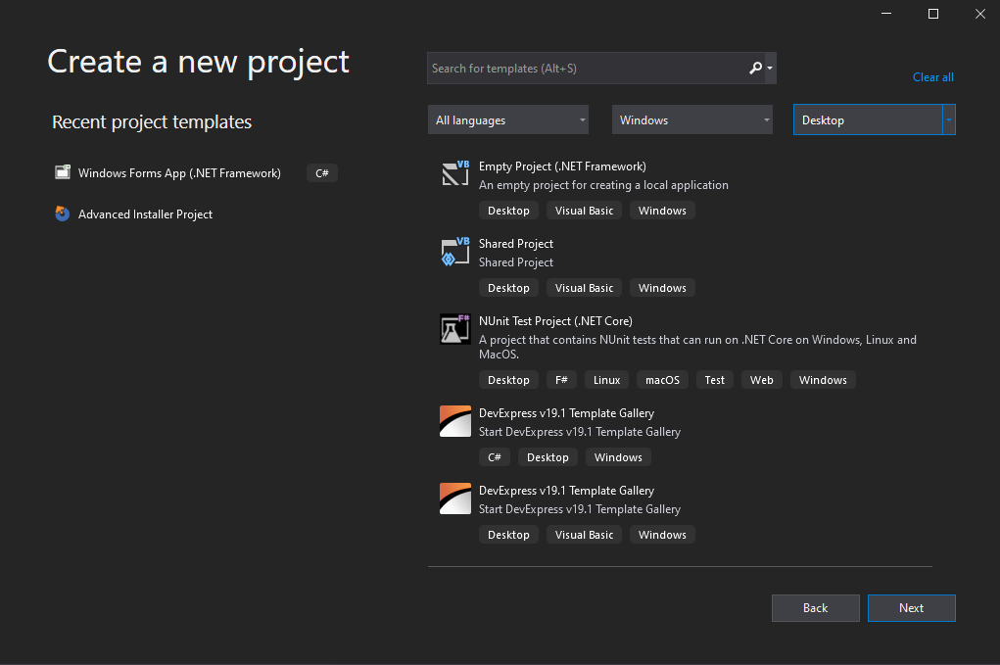 Create a new project
Search for templates (Alt+S)
Clear all
Recent project templates
All languages
Windows
Desktop
Windows Forms App (.NET Framework)
C#
Advanced Installer Project
VB
Empty Project (.NET Framework)
An empty project for creating a local application
Desktop
Visual Basic
Windows
VB
Shared Project
Shared Project
Desktop
Visual Basic
Windows
F#
NUnit Test Project (.NET Core)
A project that contains NUnit tests that can run on .NET Core on Windows, Linux and
MacOS.
Desktop
F#
Linux
macOS
Test
Web
Windows
DevExpress v19.1 Template Gallery
Start DevExpress v19.1 Template Gallery
C#
Desktop
Windows
DevExpress v19.1 Template Gallery
Start DevExpress v19.1 Template Gallery
Desktop
Visual Basic
Windows
Back
Next